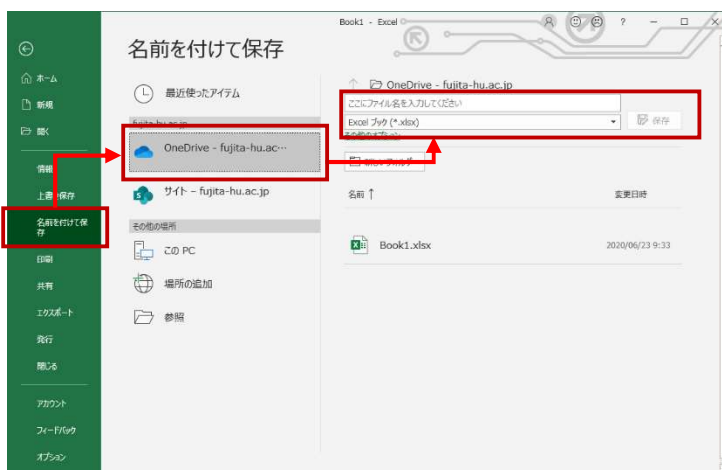 Book1 - Excel
?
名前を付けて保存
ホーム
新規
開く
情報
上書き保存
名前を付けて保
存
印刷
共有
エクスポート
発行
閉じる
アカウント
フィードバック
オプション
最近使ったアイテム
fujita-hu.ac.jp
OneDrive - fujita-hu.ac…
サイト - fujita-hu.ac.jp
その他の場所
この PC
場所の追加
参照
OneDrive - fujita-hu.ac.jp
ここにファイル名を入力してください
Excel ブック (*.xlsx)
保存
その他のオプション
新しいフォルダー
名前 ↑
変更日時
Book1.xlsx
2020/06/23 9:33